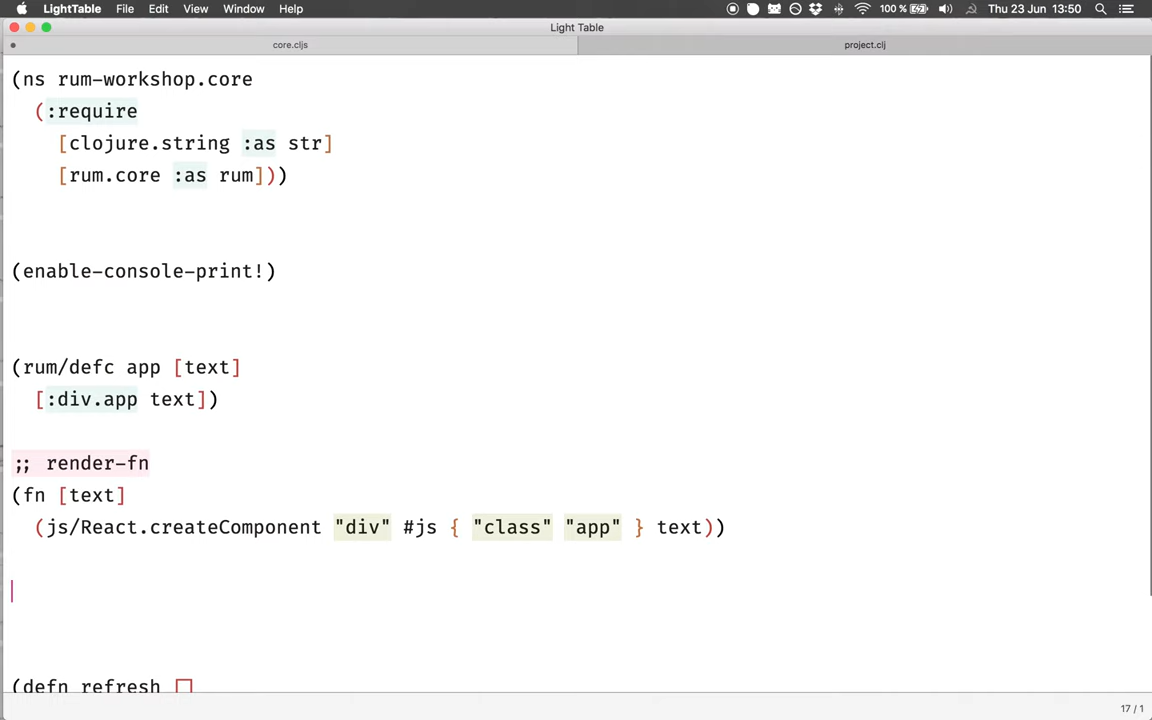 LightTable File Edit View Window Help 100 % Thu 23 Jun 13:50
Light Table
core.cljs project.clj
(ns rum-workshop.core
(:require
[clojure.string :as str]
[rum.core :as rum]))
(enable-console-print!)
(rum/defc app [text]
[:div.app text])
;; render-fn
(fn [text]
(js/React.createComponent "div" #js { "class" "app" } text))
(defn refresh []
17 / 1